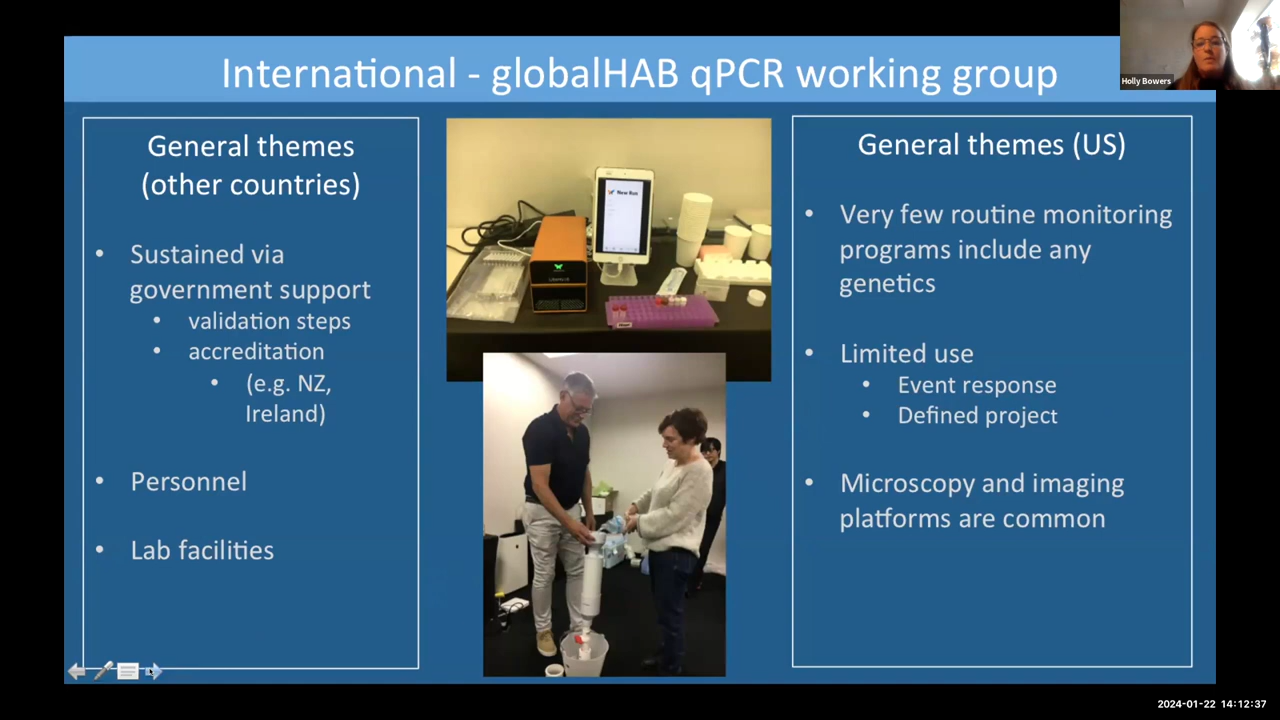 International - globalHAB qPCR working group
Holly Bowers
General themes
(other countries)
• Sustained via
government support
• validation steps
• accreditation
• (e.g. NZ,
Ireland)
• Personnel
• Lab facilities
New Run
General themes (US)
• Very few routine monitoring
programs include any
genetics
• Limited use
• Event response
• Defined project
• Microscopy and imaging
platforms are common
2024-01-22 14:12:37